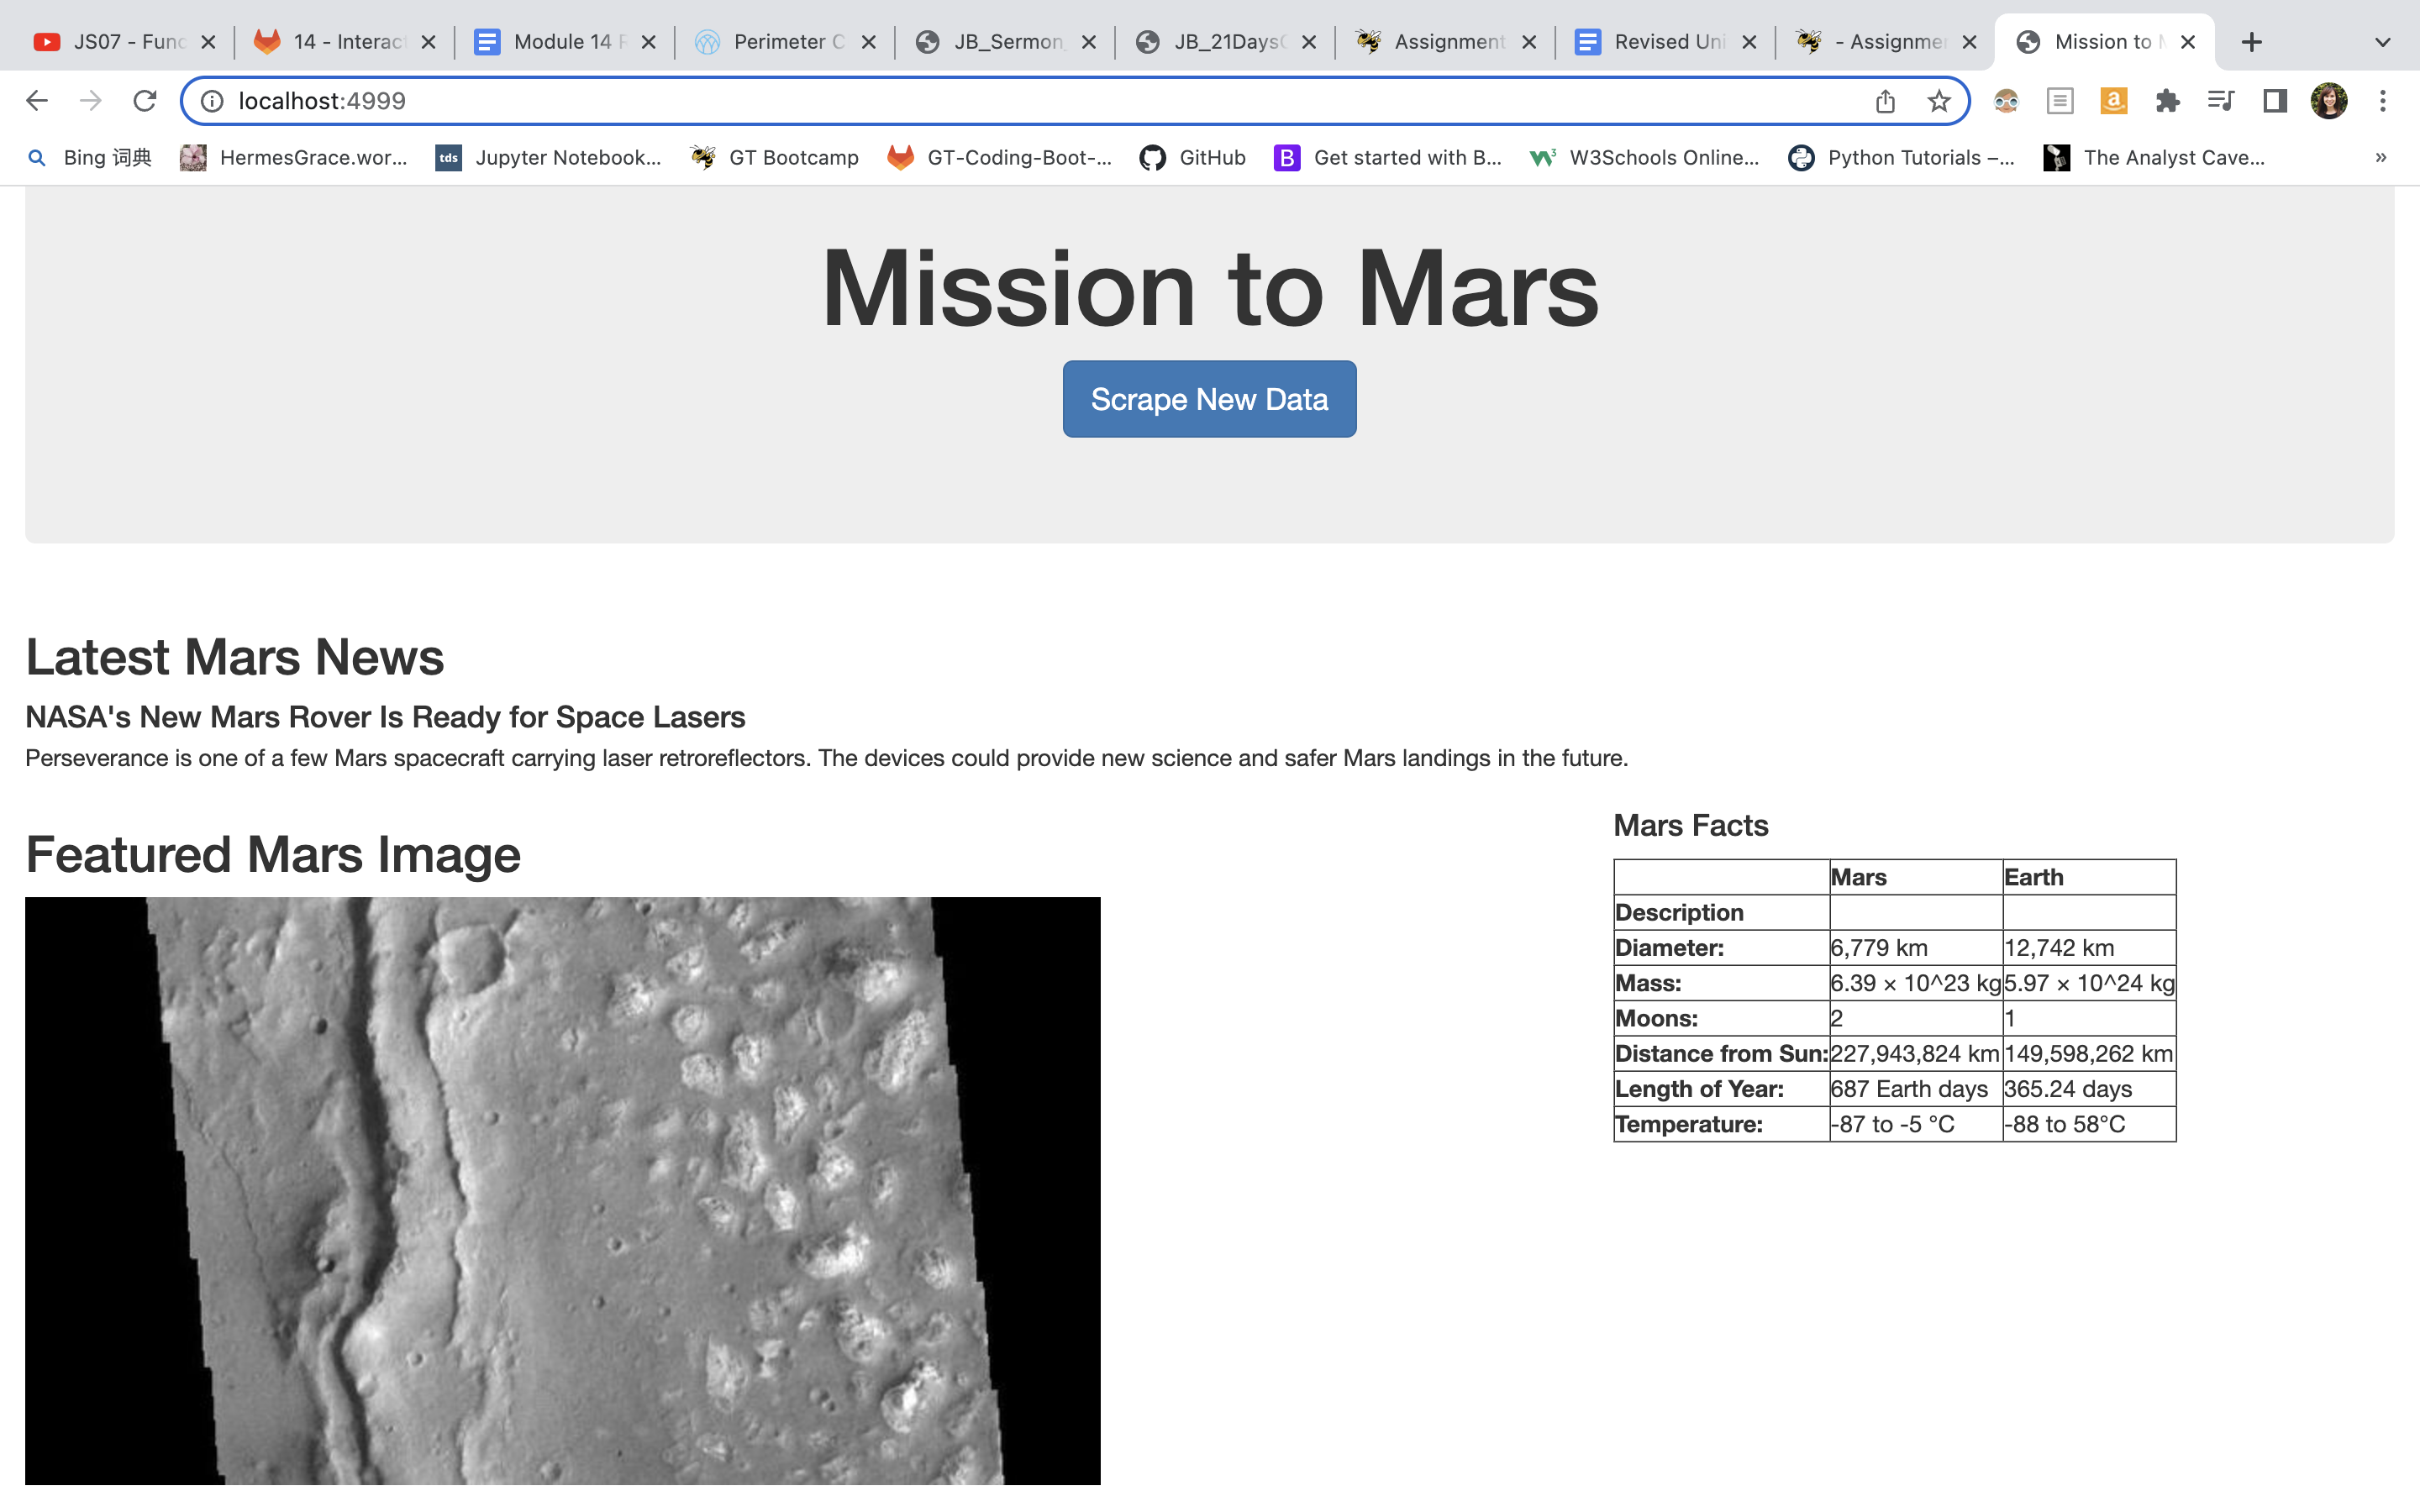 JS07 - Func
14 - Interac
Module 14 F
Perimeter C
JB_Sermon_
JB_21Days
Assignment
Revised Uni
- Assignme
Mission to M
localhost:4999
Bing 词典
HermesGrace.wor...
tds
Jupyter Notebook...
GT Bootcamp
GT-Coding-Boot-...
GitHub
B
Get started with B...
W3Schools Online...
Python Tutorials –...
The Analyst Cave...
»
Mission to Mars
Scrape New Data
Latest Mars News
NASA's New Mars Rover Is Ready for Space Lasers
Perseverance is one of a few Mars spacecraft carrying laser retroreflectors. The devices could provide new science and safer Mars landings in the future.
Featured Mars Image
Mars Facts
Mars Earth
Description
Diameter: 6,779 km 12,742 km
Mass: 6.39 × 10^23 kg 5.97 × 10^24 kg
Moons: 2 1
Distance from Sun: 227,943,824 km 149,598,262 km
Length of Year: 687 Earth days 365.24 days
Temperature: -87 to -5 °C -88 to 58°C